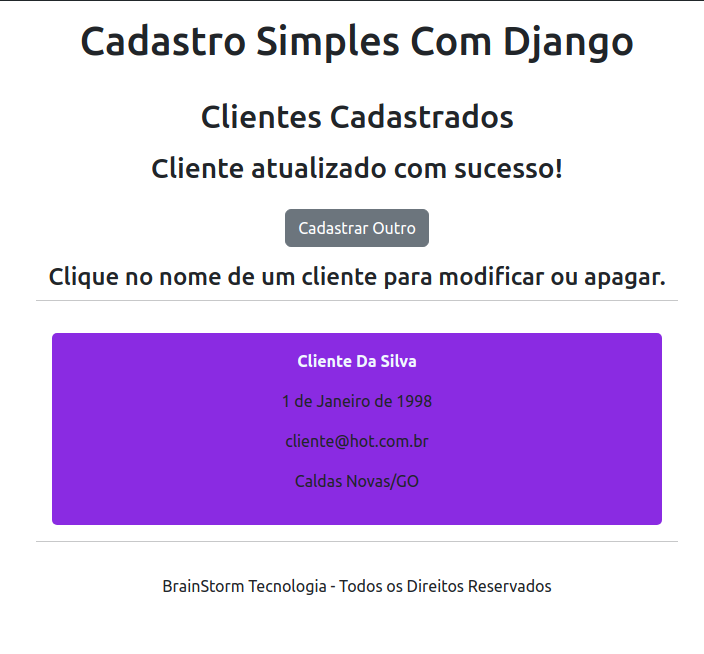 Cadastro Simples Com Django
Clientes Cadastrados
Cliente atualizado com sucesso!
Cadastrar Outro
Clique no nome de um cliente para modificar ou apagar.
Cliente Da Silva
1 de Janeiro de 1998
cliente@hot.com.br
Caldas Novas/GO
BrainStorm Tecnologia - Todos os Direitos Reservados